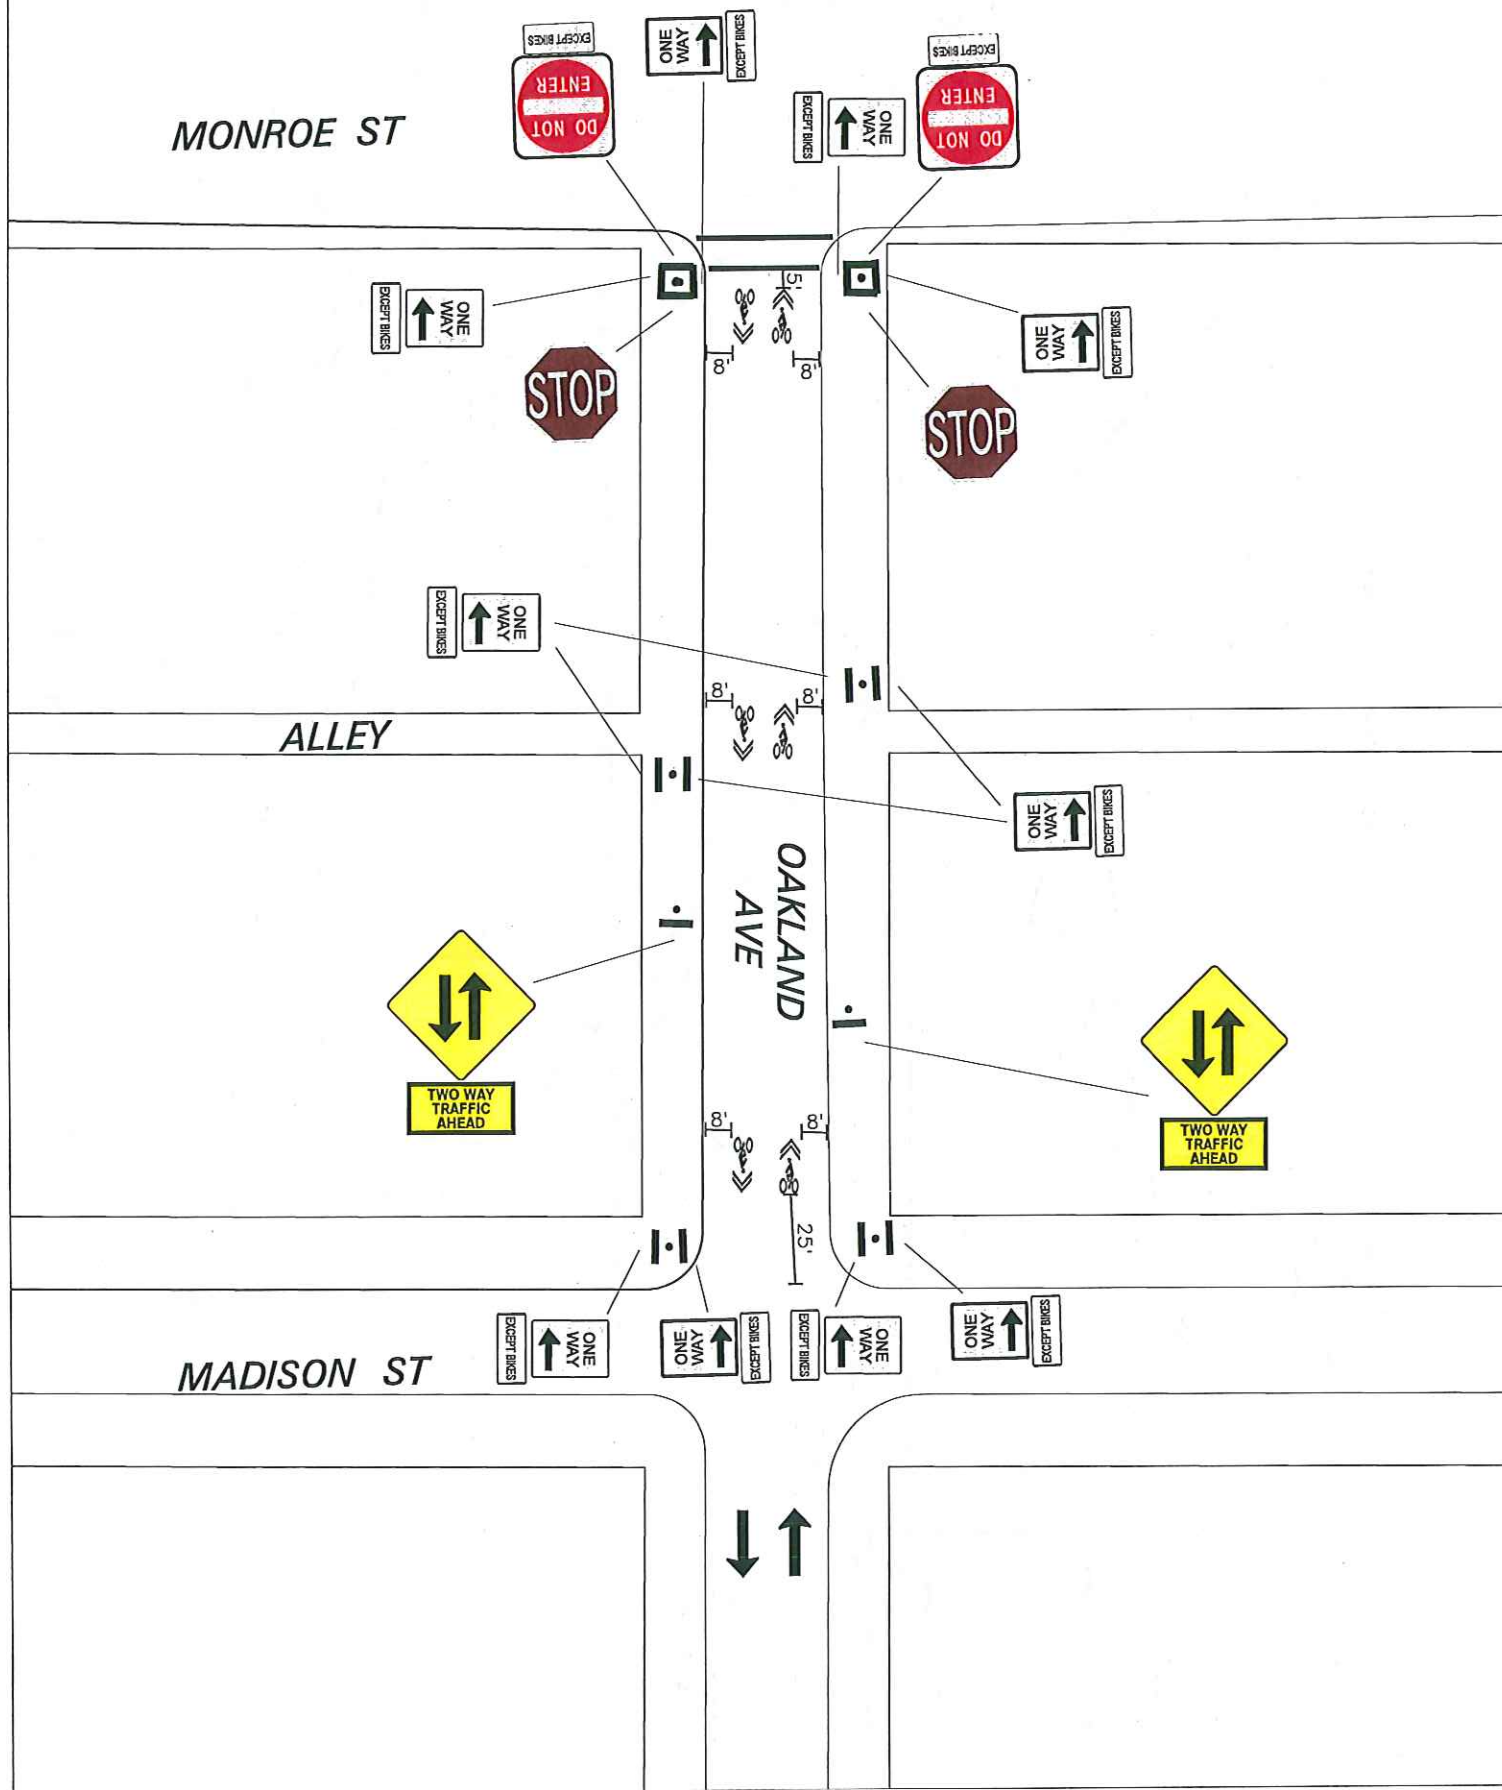 EXCEPT BIKES
DO NOT
ENTER
ONE
WAY
EXCEPT BIKES
EXCEPT BIKES
DO NOT
ENTER
ONE
WAY
EXCEPT BIKES
MONROE ST
ONE
WAY
EXCEPT BIKES
5'
ONE
WAY
EXCEPT BIKES
8'
8'
STOP
STOP
ONE
WAY
EXCEPT BIKES
8'
8'
ALLEY
ONE
WAY
EXCEPT BIKES
OAKLAND
AVE
TWO WAY
TRAFFIC
AHEAD
8'
8'
TWO WAY
TRAFFIC
AHEAD
25'
ONE
WAY
EXCEPT BIKES
ONE
WAY
EXCEPT BIKES
ONE
WAY
EXCEPT BIKES
ONE
WAY
EXCEPT BIKES
MADISON ST